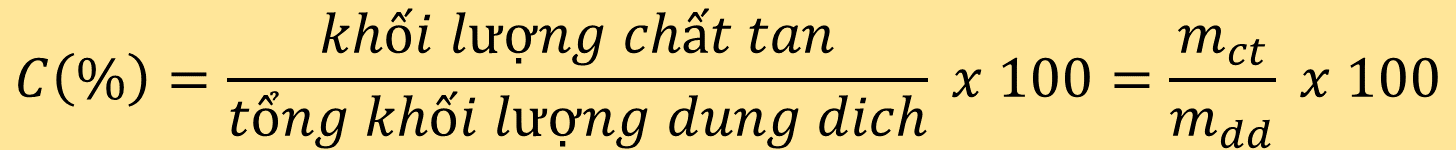 C(%) = khối lượng chất tan / tổng khối lượng dung dich x 100 = m_ct / m_dd x 100